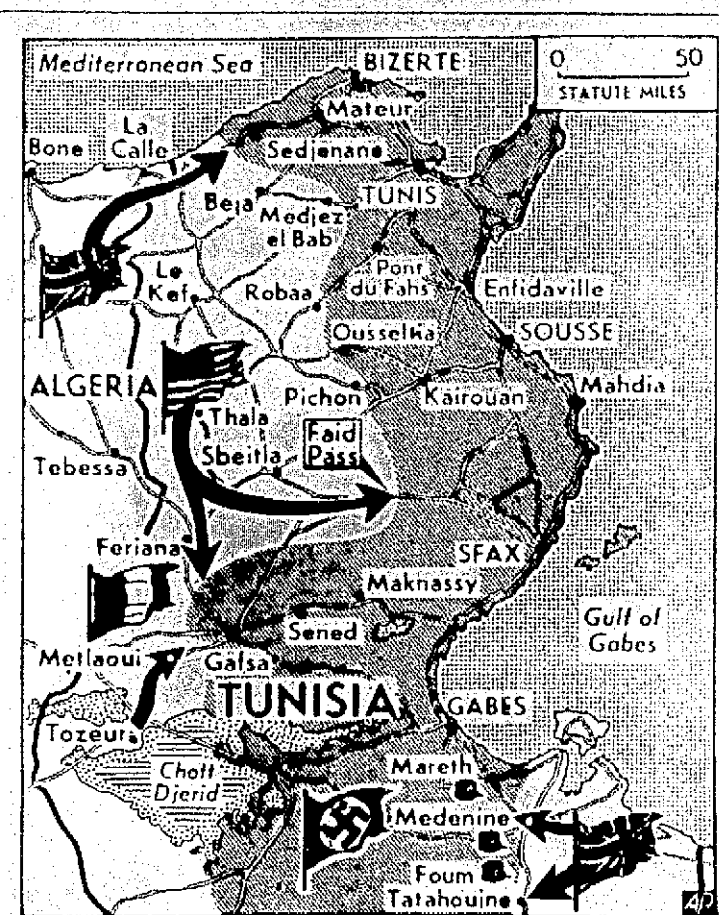 Mediterranean Sea
BIZERTE
0 50
STATUTE MILES
Mateur
La
Calle
Bone
Sedjenane
Beja
TUNIS
Medjez
el Bab
Le
Kef
Robaa
Pont
du Fahs
Enfidaville
Ousseltia
SOUSSE
ALGERIA
Thala
Pichon
Kairouan
Mahdia
Faid
Pass
Sbeitla
Tebessa
Feriana
SFAX
Maknassy
Gulf of
Gabes
Sened
Metlaoui
Gafsa
TUNISIA
GABES
Tozeur
Chott
Djerid
Mareth
Medenine
Foum
Tatahouine
AP